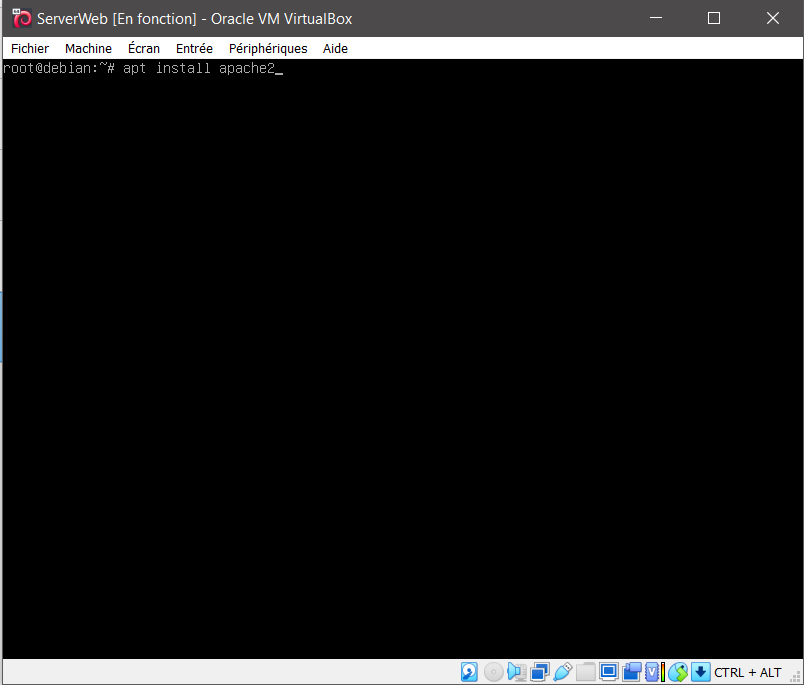 ServerWeb [En fonction] - Oracle VM VirtualBox
Fichier Machine Écran Entrée Périphériques Aide
root@debian:~# apt install apache2_
CTRL + ALT